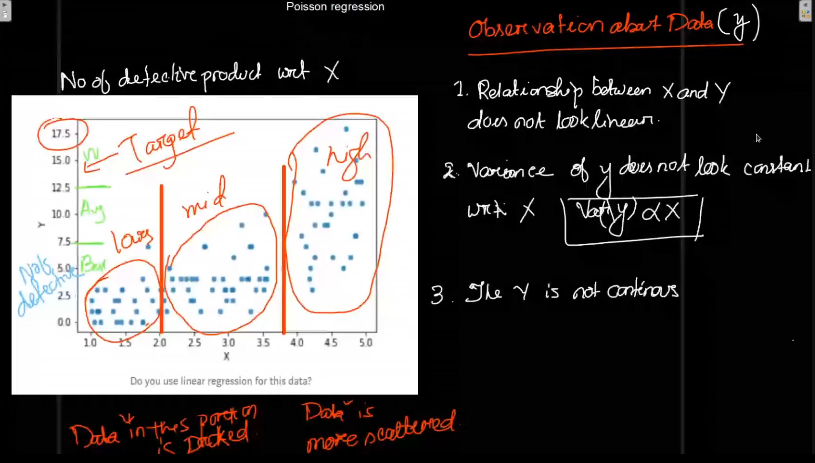 Poisson regression
Observation about Data (y)
No of defective product wrt X
1. Relationship between X and Y
does not look linear.
2. Variance of y does not look constant
wrt X Var(y) α X
3. The Y is not continous
17.5
15.0
12.5
10.0
7.5
5.0
2.5
0.0
Y
Target
Avg
low
mid
high
No of
defective
1.0 1.5 2.0 2.5 3.0 3.5 4.0 4.5 5.0
X
Do you use linear regression for this data?
Data in this portion
is
Data is
more scattered